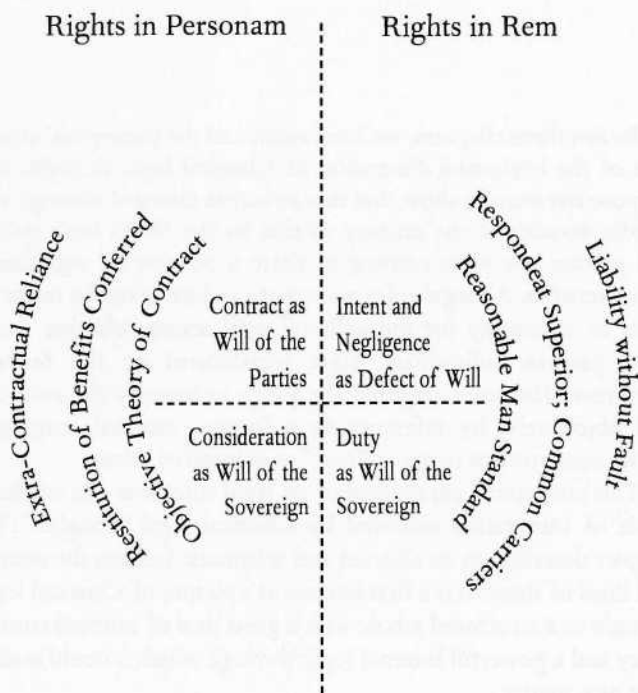 Rights in Personam
Rights in Rem
Extra-Contractual Reliance
Restitution of Benefits Conferred
Objective Theory of Contract
Contract as
Will of the
Parties
Intent and
Negligence
as Defect of Will
Consideration
as Will of the
Sovereign
Duty
as Will of the
Sovereign
Reasonable Man Standard
Respondeat Superior; Common Carriers
Liability without Fault